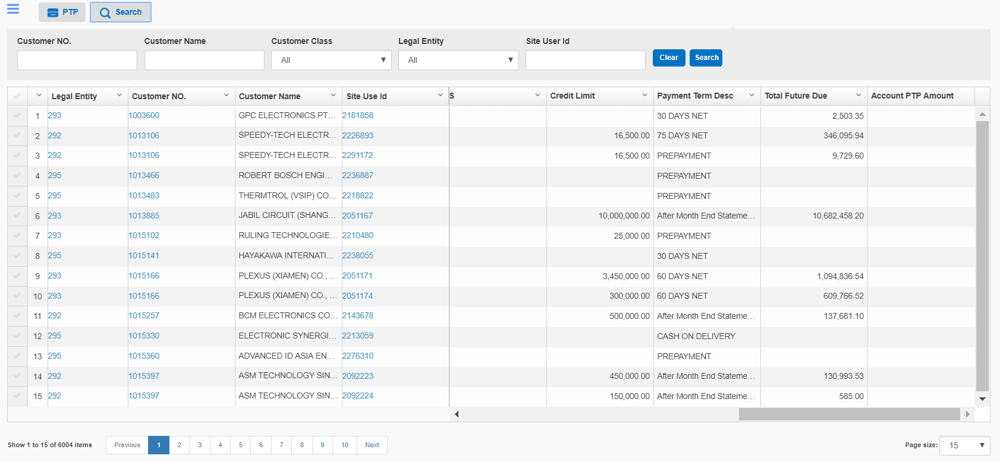 PTP Search
Customer NO. Customer Name Customer Class Legal Entity Site User Id
All All Clear Search
Legal Entity Customer NO. Customer Name Site Use Id S Credit Limit Payment Term Desc Total Future Due Account PTP Amount
1 293 1003600 GPC ELECTRONICS PT... 2181858 30 DAYS NET 2,503.35
2 292 1013106 SPEEDY-TECH ELECTR... 2226893 16,500.00 75 DAYS NET 346,095.94
3 292 1013106 SPEEDY-TECH ELECTR... 2291172 16,500.00 PREPAYMENT 9,729.60
4 295 1013466 ROBERT BOSCH ENGI... 2236887 PREPAYMENT
5 295 1013483 THERMTROL (VSIP) CO... 2218822 PREPAYMENT
6 293 1013885 JABIL CIRCUIT (SHANG... 2051167 10,000,000.00 After Month End Stateme... 10,682,458.20
7 293 1015102 RULING TECHNOLOGIE... 2210480 25,000.00 PREPAYMENT
8 295 1015141 HAYAKAWA INTERNATI... 2238055 30 DAYS NET
9 293 1015166 PLEXUS (XIAMEN) CO., ... 2051171 3,450,000.00 60 DAYS NET 1,094,836.54
10 293 1015166 PLEXUS (XIAMEN) CO., ... 2051174 300,000.00 60 DAYS NET 609,766.52
11 292 1015257 BCM ELECTRONICS CO... 2143678 500,000.00 After Month End Stateme... 137,681.10
12 295 1015330 ELECTRONIC SYNERGI... 2213059 CASH ON DELIVERY
13 295 1015360 ADVANCED ID ASIA EN... 2276310 PREPAYMENT
14 292 1015397 ASM TECHNOLOGY SIN... 2092223 450,000.00 After Month End Stateme... 130,993.53
15 292 1015397 ASM TECHNOLOGY SIN... 2092224 150,000.00 After Month End Stateme... 585.00
Show 1 to 15 of 6004 items Previous 1 2 3 4 5 6 7 8 9 10 Next Page size: 15